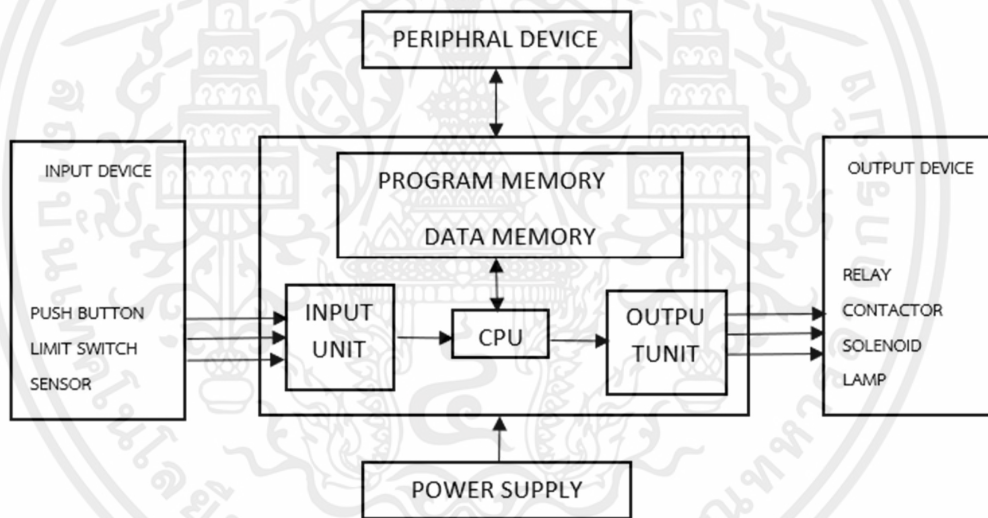 PERIPHRAL DEVICE
INPUT DEVICE
PUSH BUTTON
LIMIT SWITCH
SENSOR
PROGRAM MEMORY
DATA MEMORY
INPUT
UNIT
CPU
OUTPU
TUNIT
OUTPUT DEVICE
RELAY
CONTACTOR
SOLENOID
LAMP
POWER SUPPLY